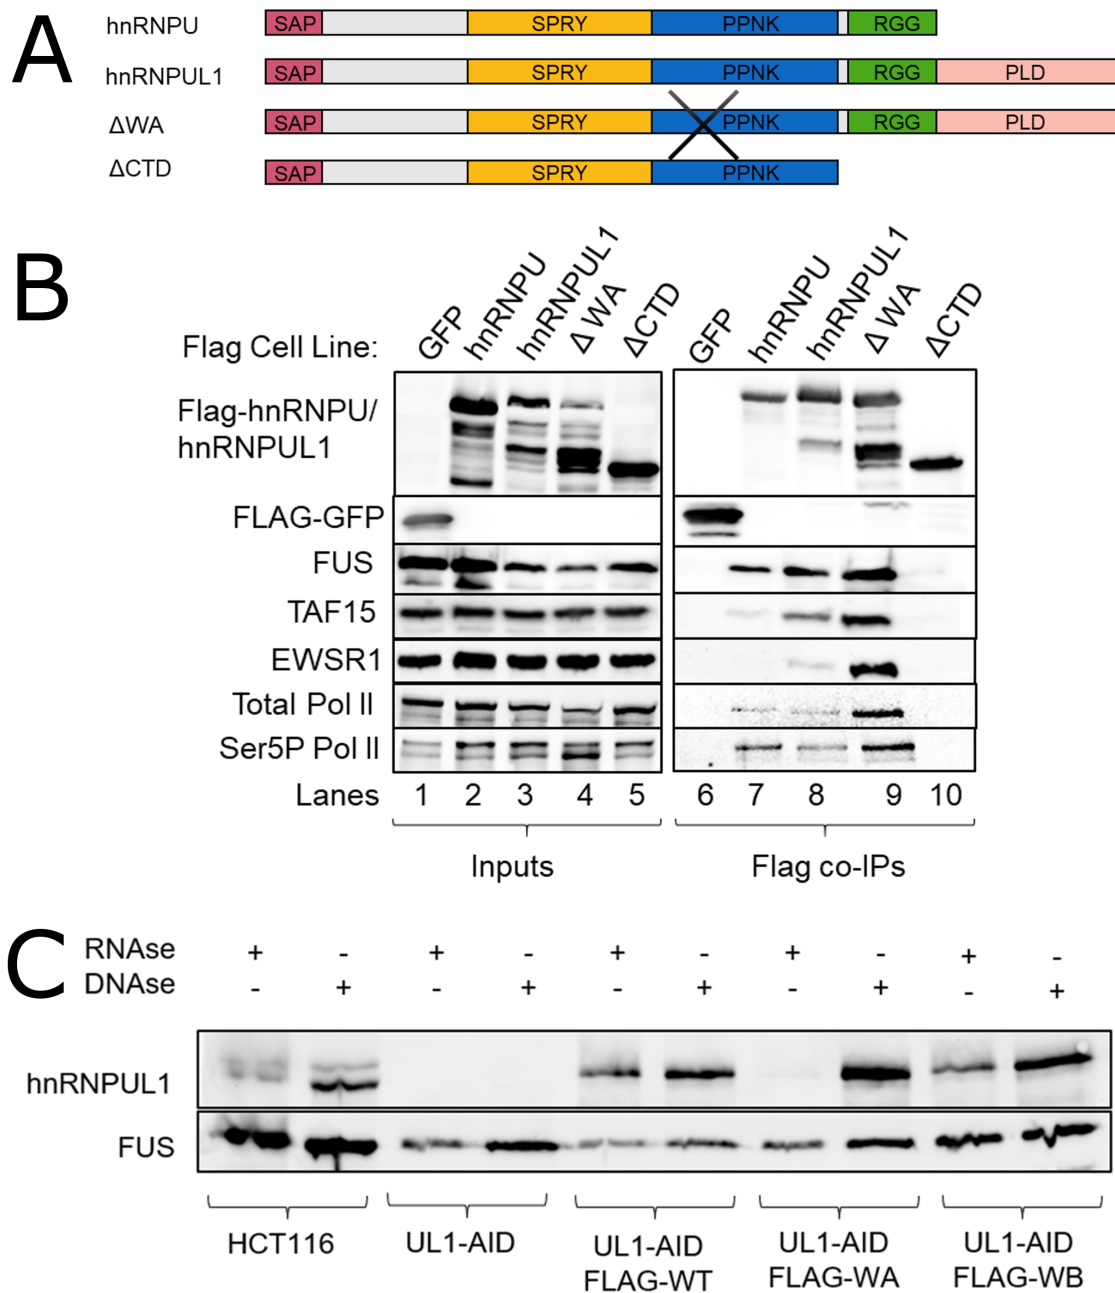 A
hnRNPU SAP SPRY PPNK RGG
hnRNPUL1 SAP SPRY PPNK RGG PLD
ΔWA SAP SPRY PPNK RGG PLD
ΔCTD SAP SPRY PPNK
B
Flag Cell Line: GFP hnRNPU hnRNPUL1 ΔWA ΔCTD GFP hnRNPU hnRNPUL1 ΔWA ΔCTD
Flag-hnRNPU/
hnRNPUL1
FLAG-GFP
FUS
TAF15
EWSR1
Total Pol II
Ser5P Pol II
Lanes 1 2 3 4 5 6 7 8 9 10
Inputs Flag co-IPs
C
RNAse + - + - + - + - + -
DNAse - + - + - + - + - +
hnRNPUL1
FUS
HCT116 UL1-AID UL1-AID UL1-AID UL1-AID
FLAG-WT FLAG-WA FLAG-WB